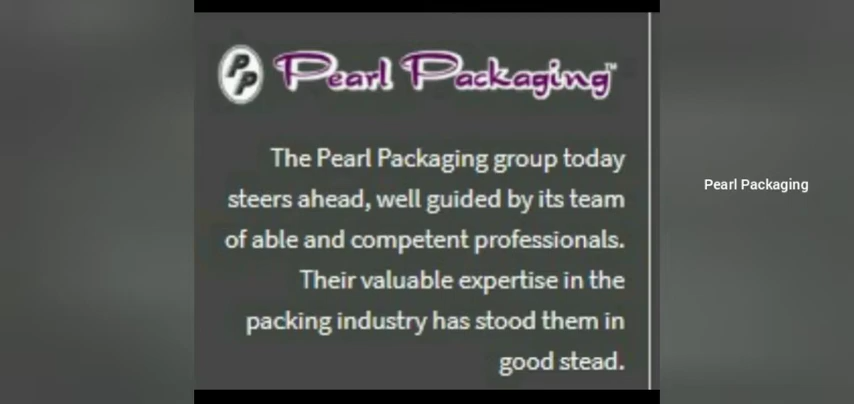 PP Pearl Packaging™
The Pearl Packaging group today
steers ahead, well guided by its team
of able and competent professionals.
Their valuable expertise in the
packing industry has stood them in
good stead.
Pearl Packaging